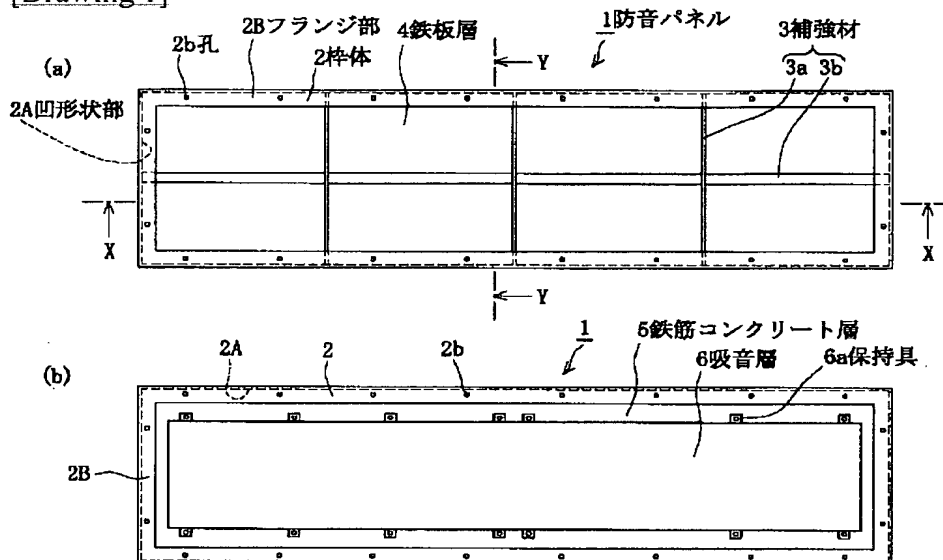 [Drawing 1]
(a)
2b孔
2Bフランジ部
2枠体
4鉄板層
Y
1防音パネル
3補強材
3a 3b
2A凹形状部
X
X
Y
(b)
2A
2
2b
1
5鉄筋コンクリート層
6吸音層
6a保持具
2B